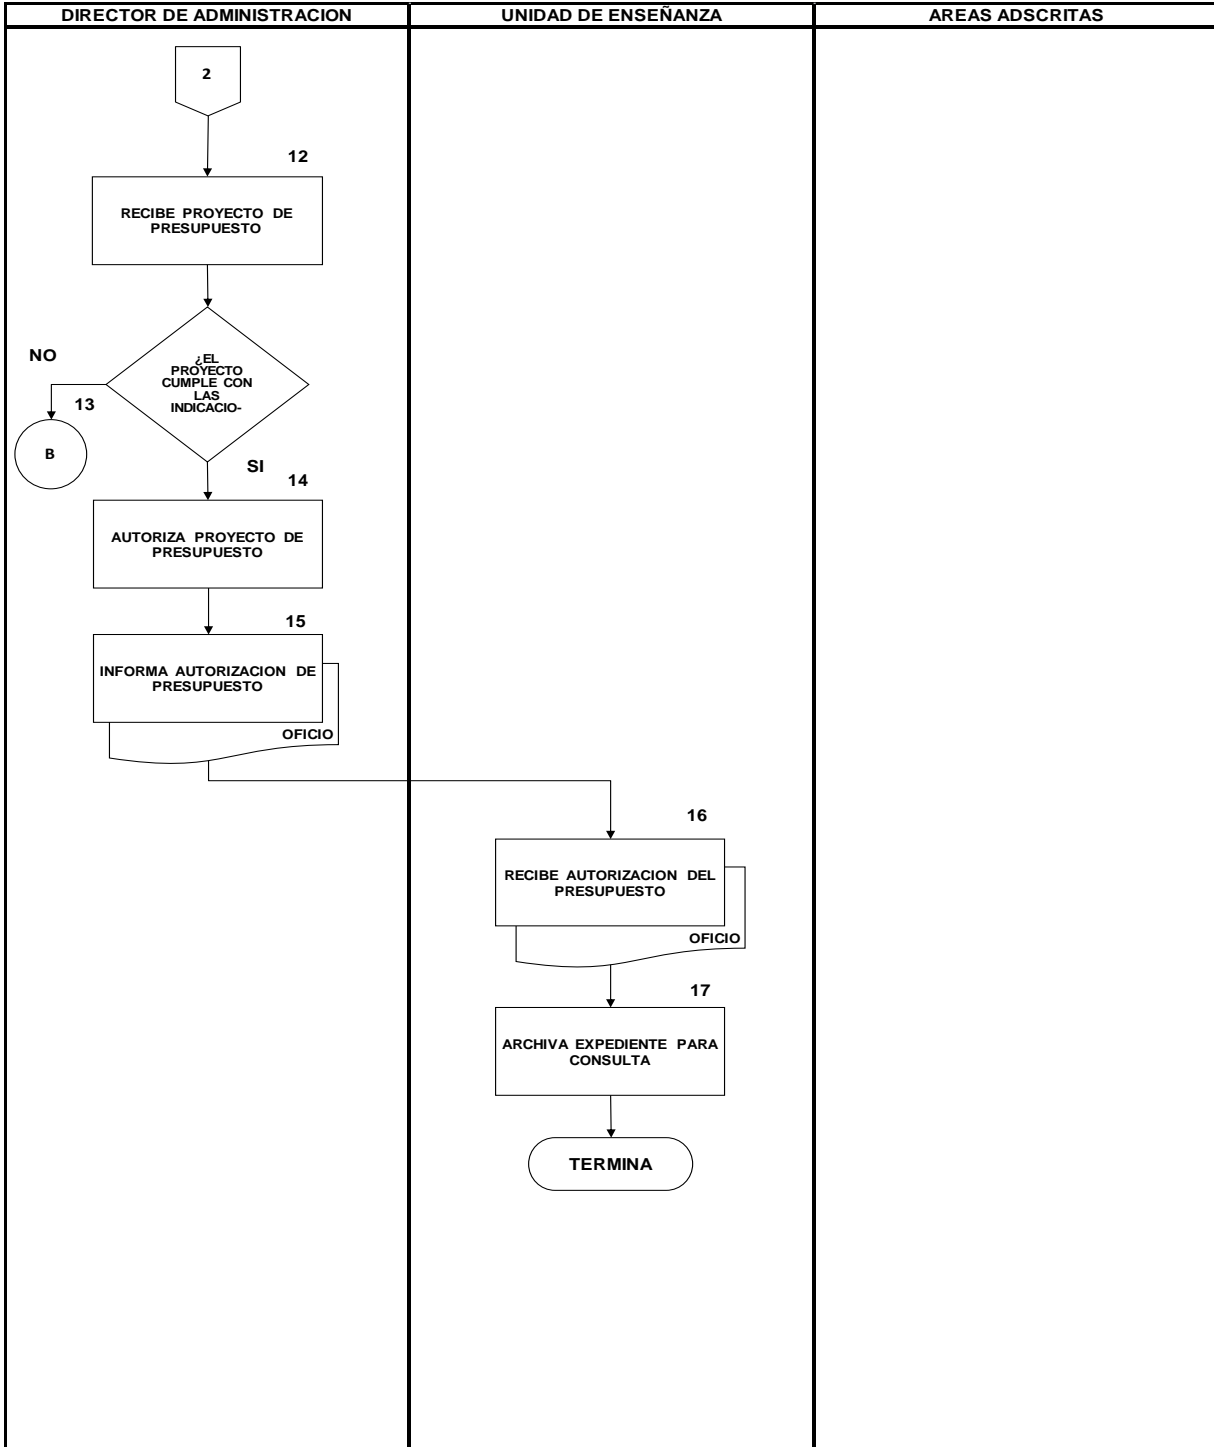 DIRECTOR DE ADMINISTRACION
UNIDAD DE ENSEÑANZA
AREAS ADSCRITAS
2
12
RECIBE PROYECTO DE
PRESUPUESTO
NO
¿EL
PROYECTO
CUMPLE CON
LAS
INDICACIO-
13
B
SI
14
AUTORIZA PROYECTO DE
PRESUPUESTO
15
INFORMA AUTORIZACION DE
PRESUPUESTO
OFICIO
16
RECIBE AUTORIZACION DEL
PRESUPUESTO
OFICIO
17
ARCHIVA EXPEDIENTE PARA
CONSULTA
TERMINA